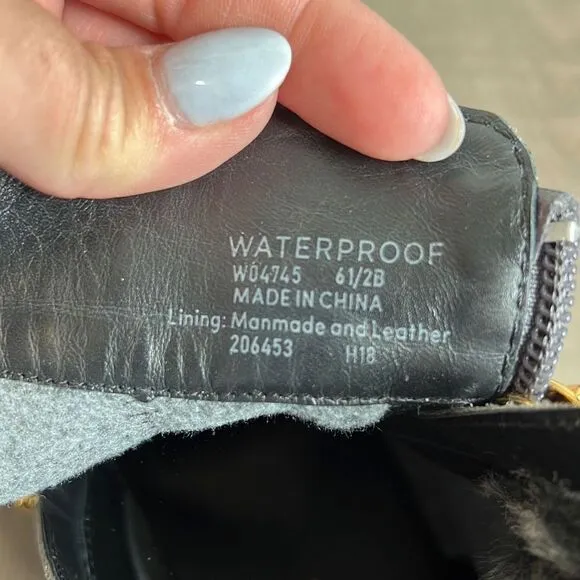 WATERPROOF
W04745 61/2B
MADE IN CHINA
Lining: Manmade and Leather
206453 H18